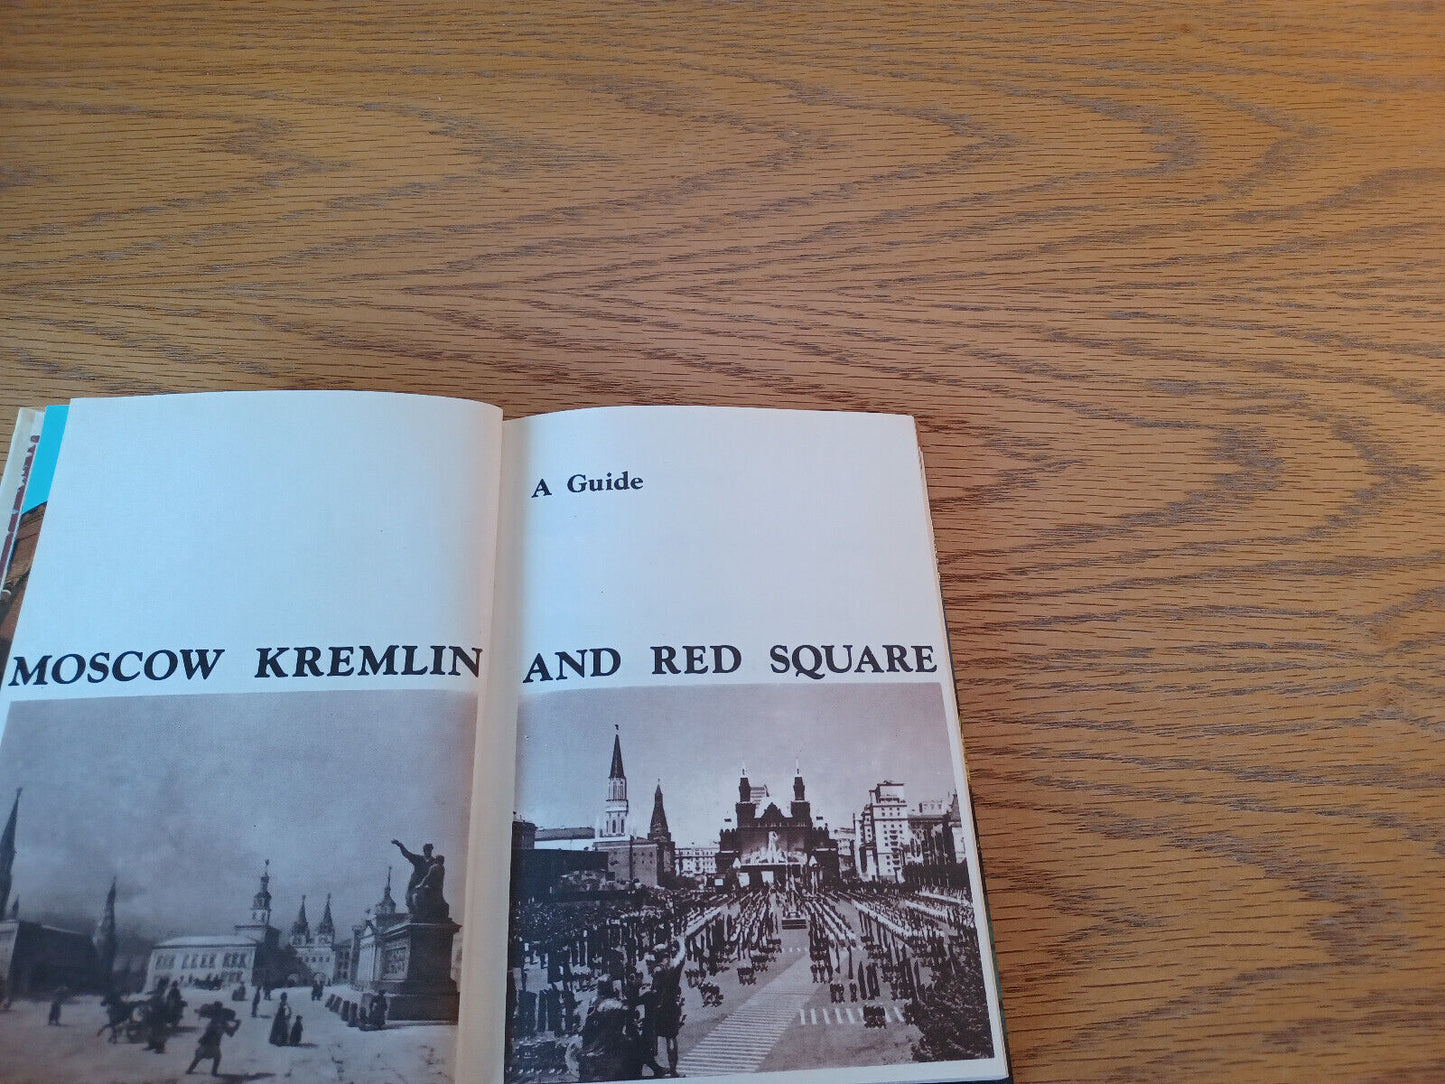 A Guide
MOSCOW KREMLIN AND RED SQUARE